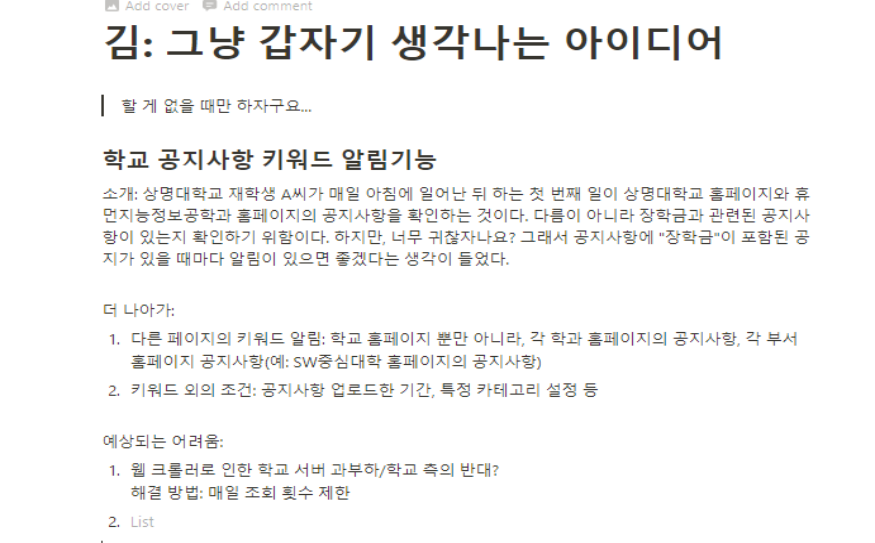 Add cover Add comment
김: 그냥 갑자기 생각나는 아이디어
할 게 없을 때만 하자구요...
학교 공지사항 키워드 알림기능
소개: 상명대학교 재학생 A씨가 매일 아침에 일어난 뒤 하는 첫 번째 일이 상명대학교 홈페이지와 휴
먼지능정보공학과 홈페이지의 공지사항을 확인하는 것이다. 다름이 아니라 장학금과 관련된 공지사
항이 있는지 확인하기 위함이다. 하지만, 너무 귀찮자나요? 그래서 공지사항에 "장학금"이 포함된 공
지가 있을 때마다 알림이 있으면 좋겠다는 생각이 들었다.
더 나아가:
1. 다른 페이지의 키워드 알림: 학교 홈페이지 뿐만 아니라, 각 학과 홈페이지의 공지사항, 각 부서
홈페이지 공지사항(예: SW중심대학 홈페이지의 공지사항)
2. 키워드 외의 조건: 공지사항 업로드한 기간, 특정 카테고리 설정 등
예상되는 어려움:
1. 웹 크롤러로 인한 학교 서버 과부하/학교 측의 반대?
해결 방법: 매일 조회 횟수 제한
2. List